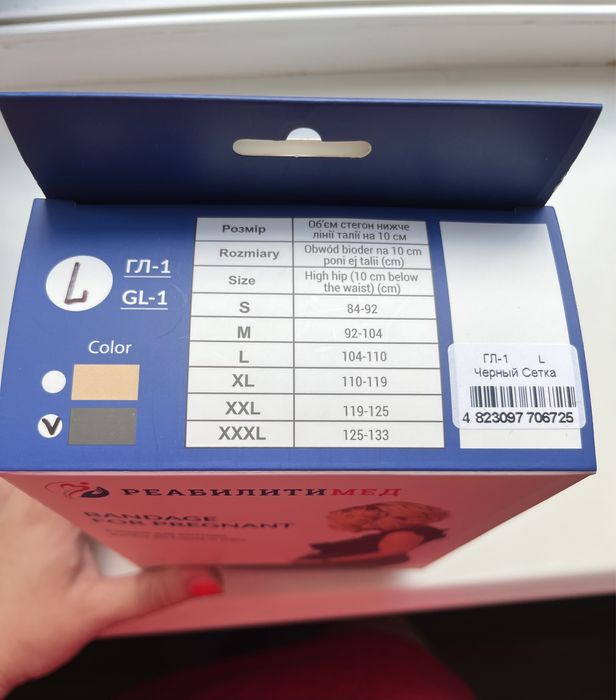 L
ГЛ-1
GL-1
Color
Розмір
Об'єм стегон нижче
лінії талії на 10 см
Rozmiary
Obwód bioder na 10 cm
poni ej talii (cm)
Size
High hip (10 cm below
the waist) (cm)
S
84-92
M
92-104
L
104-110
XL
110-119
XXL
119-125
XXXL
125-133
ГЛ-1 L
Черный Сетка
4 823097 706725
РЕАБИЛИТИМЕД
BANDAGE
FOR PREGNANT